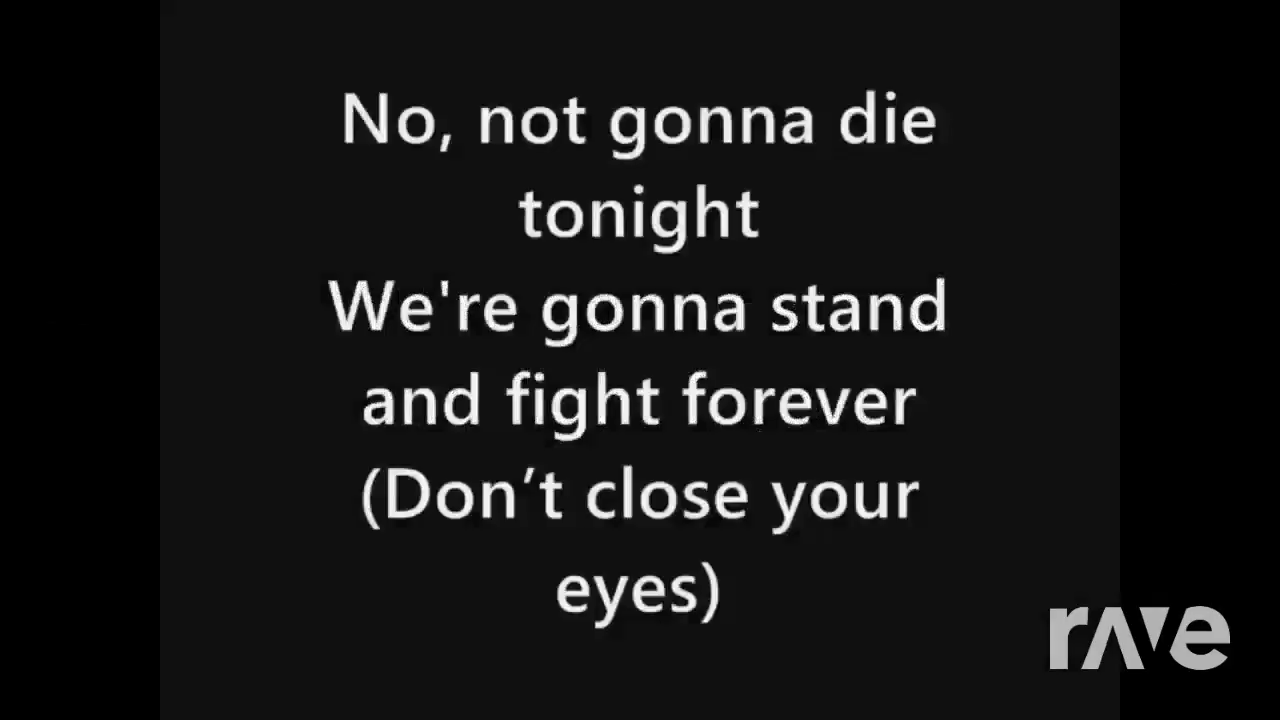 No, not gonna die
tonight
We're gonna stand
and fight forever
(Don’t close your
eyes)
rave